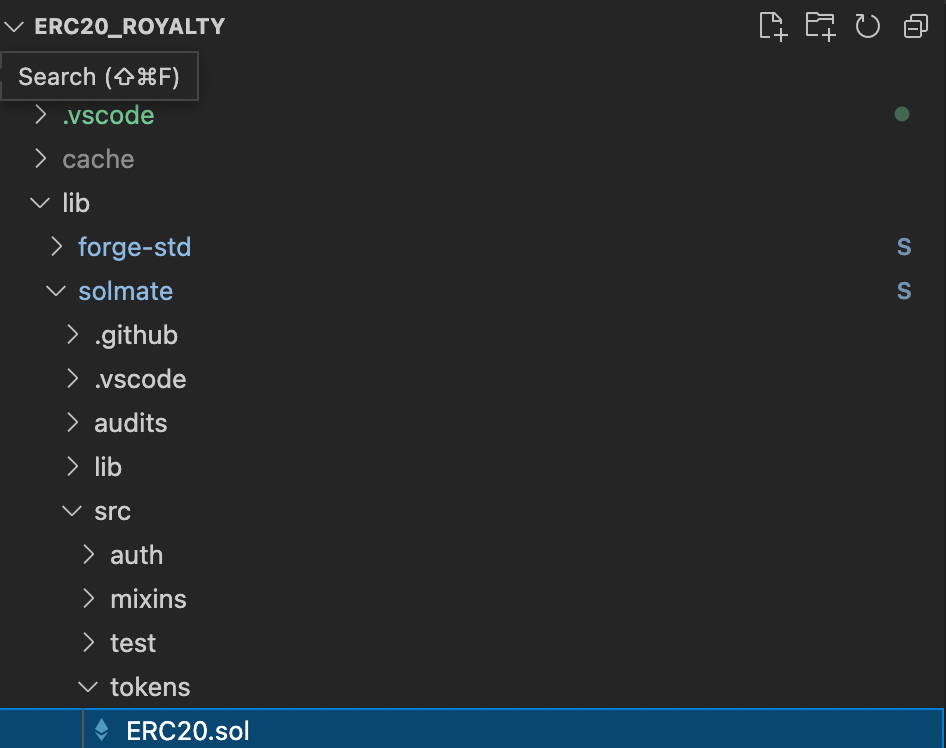 ERC20_ROYALTY
Search (⇧⌘F)
.vscode
cache
lib
forge-std S
solmate S
.github
.vscode
audits
lib
src
auth
mixins
test
tokens
ERC20.sol